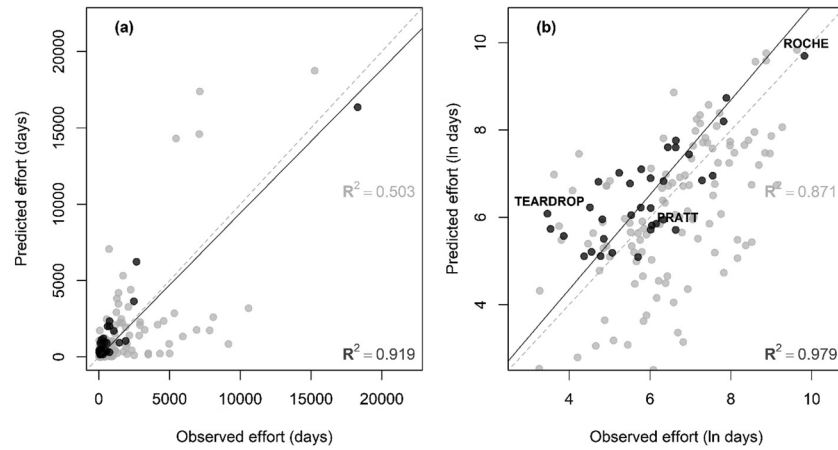 (a)
Predicted effort (days)
20000
15000
10000
5000
0
R² = 0.503
R² = 0.919
0 5000 10000 15000 20000
Observed effort (days)
(b)
Predicted effort (ln days)
10
8
6
4
ROCHE
TEARDROP
PRATT
R² = 0.871
R² = 0.979
4 6 8 10
Observed effort (ln days)